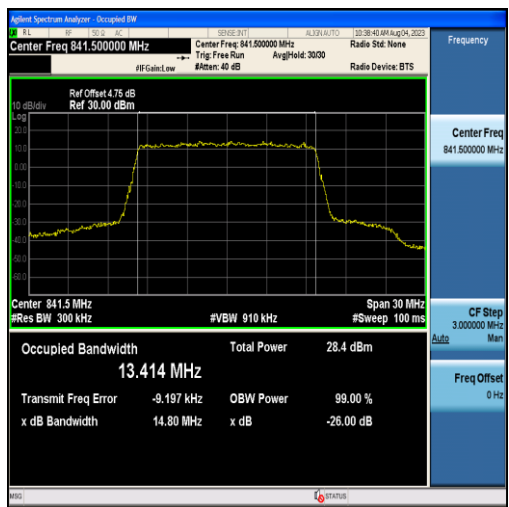 Agilent Spectrum Analyzer - Occupied BW
RL RF 50 Ω AC SENSE:INT ALIGN AUTO 10:38:40 AM Aug 04, 2023
Center Freq 841.500000 MHz
Center Freq: 841.500000 MHz
Radio Std: None
Trig: Free Run Avg|Hold: 30/30
#IFGain:Low
#Atten: 40 dB
Radio Device: BTS
Ref Offset 4.75 dB
10 dB/div Ref 30.00 dBm
Log
20.0
10.0
0.00
-10.0
-20.0
-30.0
-40.0
-50.0
-60.0
Center 841.5 MHz
Span 30 MHz
#Res BW 300 kHz
#VBW 910 kHz
#Sweep 100 ms
Occupied Bandwidth
Total Power 28.4 dBm
13.414 MHz
Transmit Freq Error -9.197 kHz
OBW Power 99.00 %
x dB Bandwidth 14.80 MHz
x dB -26.00 dB
Frequency
Center Freq
841.500000 MHz
CF Step
3.000000 MHz
Auto Man
Freq Offset
0 Hz
MSG
STATUS